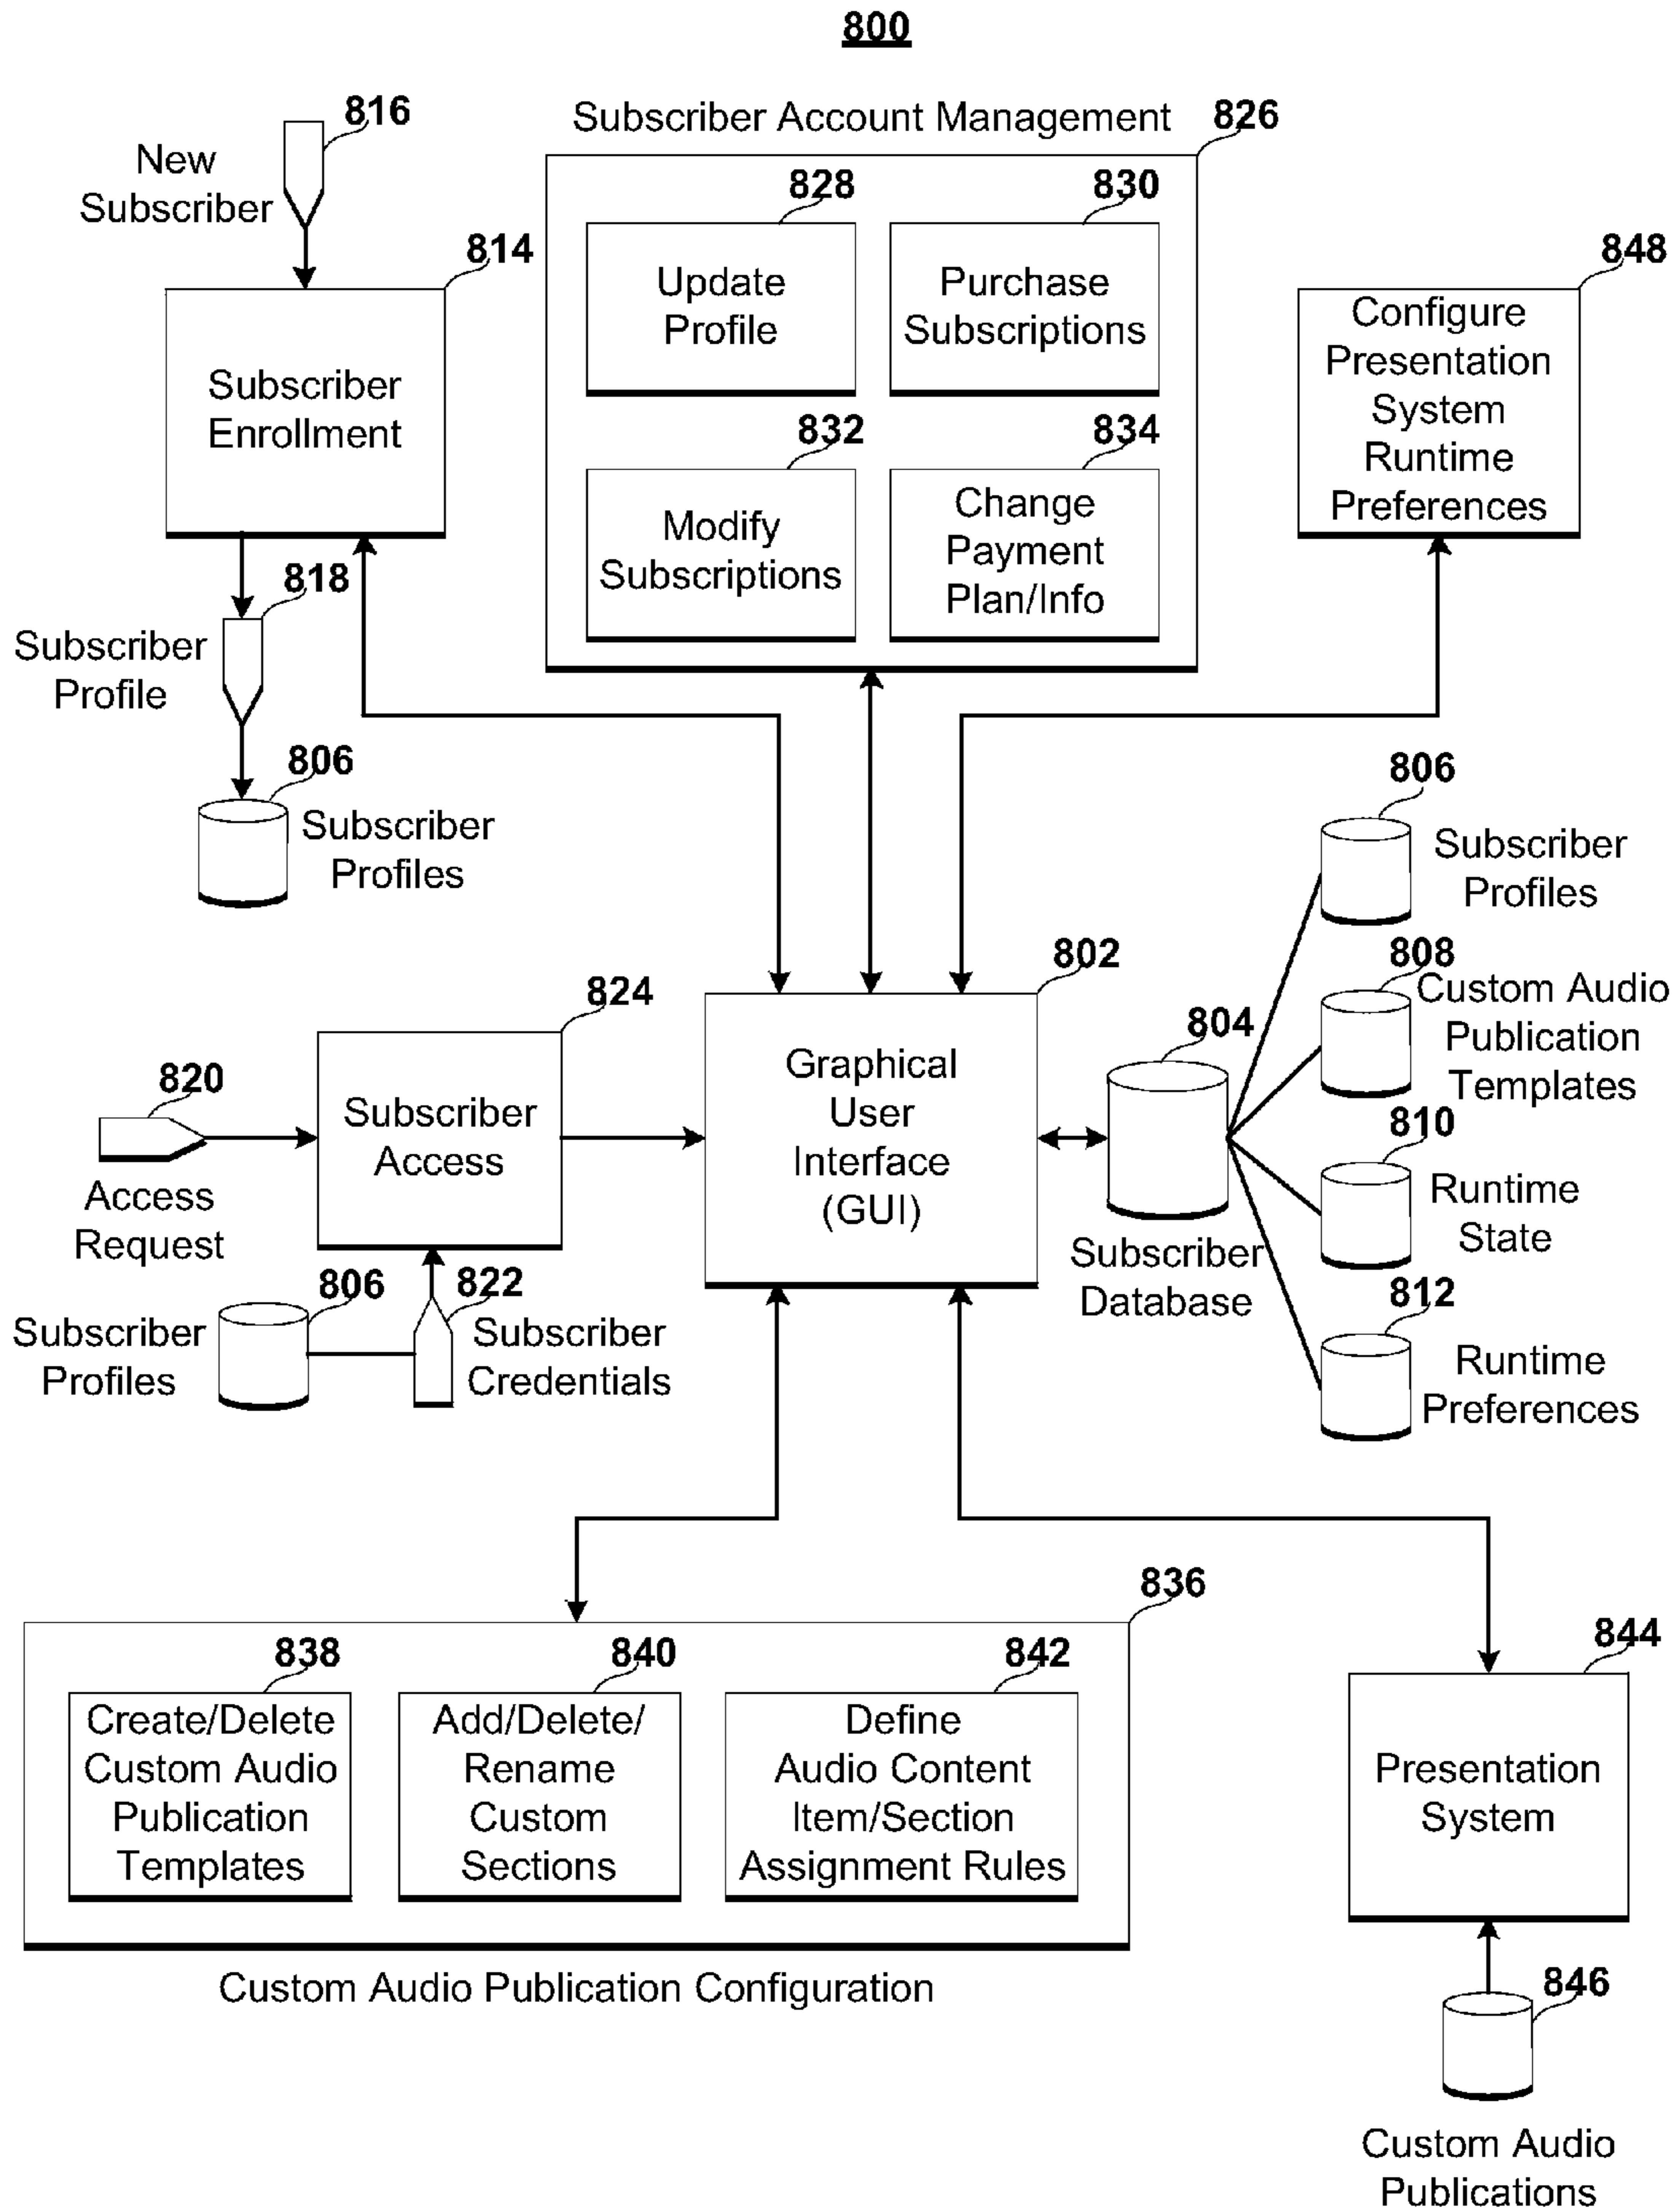 800
816
New
Subscriber
814
Subscriber
Enrollment
818
Subscriber
Profile
806
Subscriber
Profiles
Subscriber Account Management
826
828
Update
Profile
830
Purchase
Subscriptions
832
Modify
Subscriptions
834
Change
Payment
Plan/Info
848
Configure
Presentation
System
Runtime
Preferences
820
Access
Request
824
Subscriber
Access
806
Subscriber
Profiles
822
Subscriber
Credentials
802
Graphical
User
Interface
(GUI)
804
Subscriber
Database
806
Subscriber
Profiles
808
Custom Audio
Publication
Templates
810
Runtime
State
812
Runtime
Preferences
836
838
Create/Delete
Custom Audio
Publication
Templates
840
Add/Delete/
Rename
Custom
Sections
842
Define
Audio Content
Item/Section
Assignment Rules
Custom Audio Publication Configuration
844
Presentation
System
846
Custom Audio
Publications